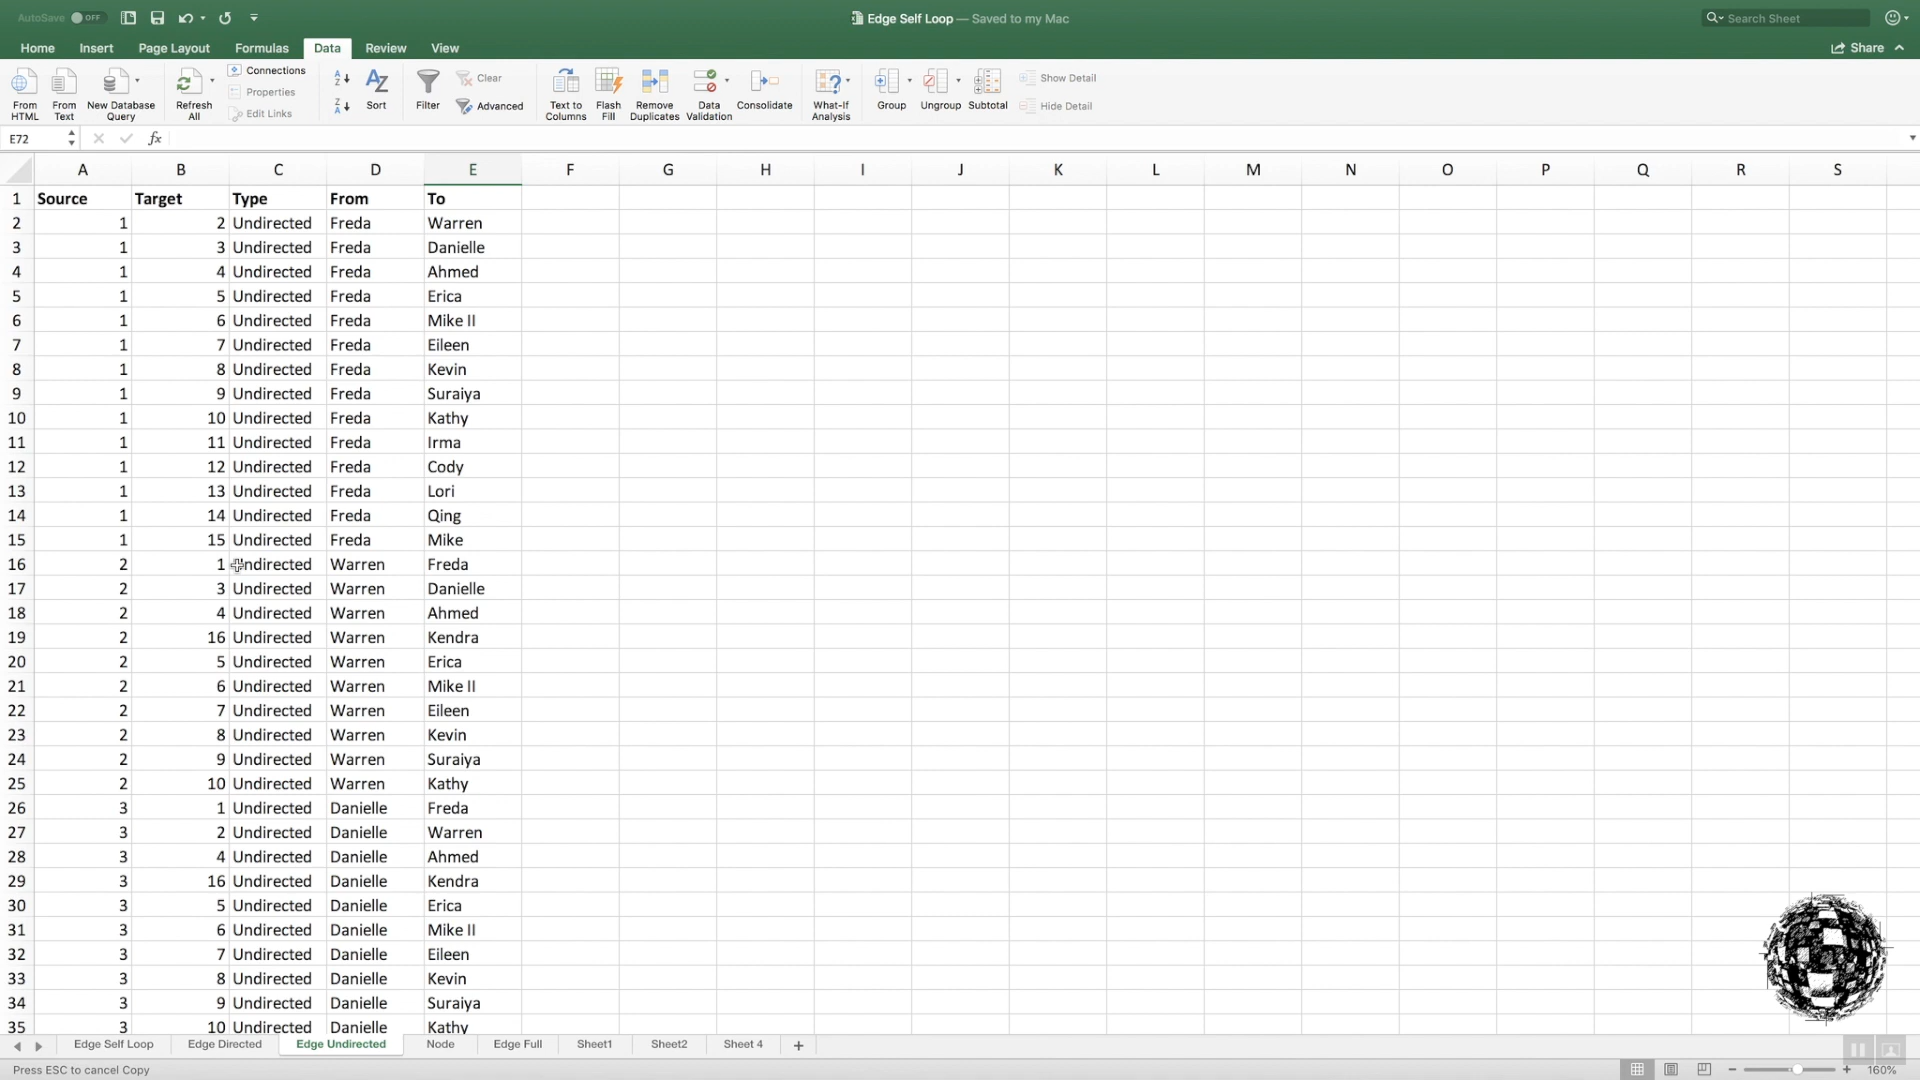 AutoSave OFF Edge Self Loop — Saved to my Mac Search Sheet
Home Insert Page Layout Formulas Data Review View Share
From HTML From Text New Database Query Refresh All Connections Properties Edit Links Sort Filter Clear Advanced Text to Columns Flash Fill Remove Duplicates Data Validation Consolidate What-If Analysis Group Ungroup Subtotal Show Detail Hide Detail
E72 fx
A B C D E F G H I J K L M N O P Q R S
1 Source Target Type From To
2 1 2 Undirected Freda Warren
3 1 3 Undirected Freda Danielle
4 1 4 Undirected Freda Ahmed
5 1 5 Undirected Freda Erica
6 1 6 Undirected Freda Mike II
7 1 7 Undirected Freda Eileen
8 1 8 Undirected Freda Kevin
9 1 9 Undirected Freda Suraiya
10 1 10 Undirected Freda Kathy
11 1 11 Undirected Freda Irma
12 1 12 Undirected Freda Cody
13 1 13 Undirected Freda Lori
14 1 14 Undirected Freda Qing
15 1 15 Undirected Freda Mike
16 2 1 Undirected Warren Freda
17 2 3 Undirected Warren Danielle
18 2 4 Undirected Warren Ahmed
19 2 16 Undirected Warren Kendra
20 2 5 Undirected Warren Erica
21 2 6 Undirected Warren Mike II
22 2 7 Undirected Warren Eileen
23 2 8 Undirected Warren Kevin
24 2 9 Undirected Warren Suraiya
25 2 10 Undirected Warren Kathy
26 3 1 Undirected Danielle Freda
27 3 2 Undirected Danielle Warren
28 3 4 Undirected Danielle Ahmed
29 3 16 Undirected Danielle Kendra
30 3 5 Undirected Danielle Erica
31 3 6 Undirected Danielle Mike II
32 3 7 Undirected Danielle Eileen
33 3 8 Undirected Danielle Kevin
34 3 9 Undirected Danielle Suraiya
35 3 10 Undirected Danielle Kathy
Edge Self Loop Edge Directed Edge Undirected Node Edge Full Sheet1 Sheet2 Sheet 4 +
Press ESC to cancel Copy 160%